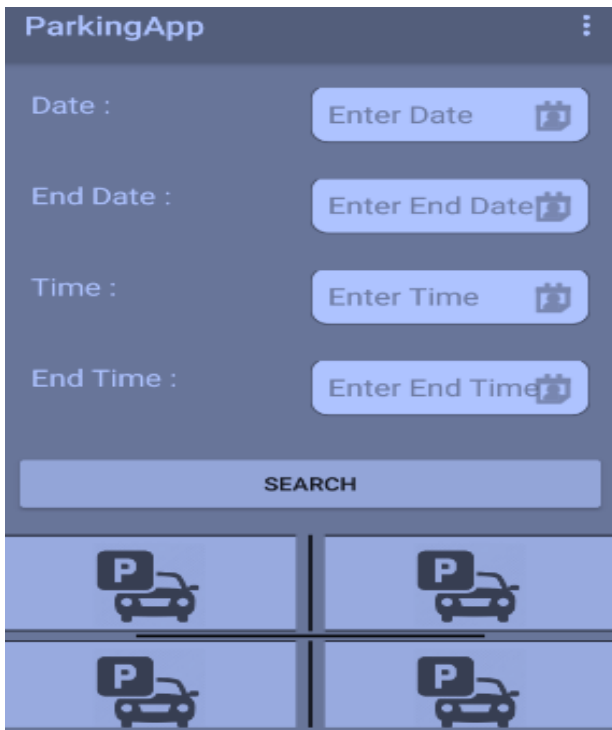 ParkingApp
Date :
Enter Date
End Date :
Enter End Date
Time :
Enter Time
End Time :
Enter End Time
SEARCH
P
P
P
P